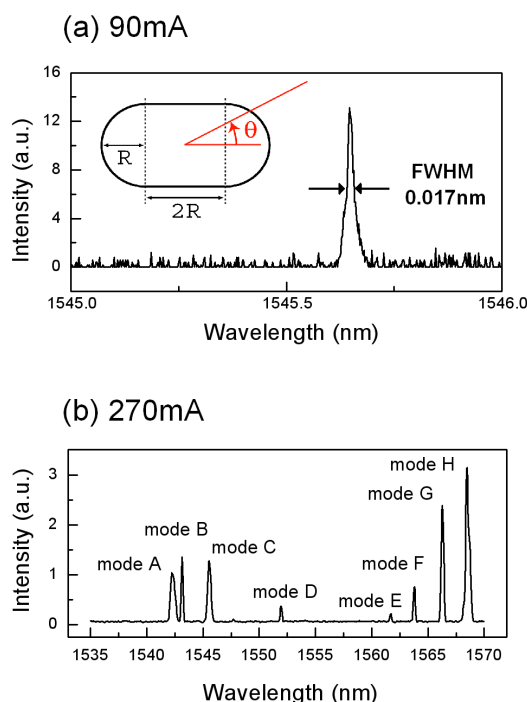 (a) 90mA
16
12
8
4
0
Intensity (a.u.)
R
2R
θ
FWHM
0.017nm
1545.0
1545.5
1546.0
Wavelength (nm)
(b) 270mA
3
2
1
0
Intensity (a.u.)
mode A
mode B
mode C
mode D
mode E
mode F
mode G
mode H
1535
1540
1545
1550
1555
1560
1565
1570
Wavelength (nm)